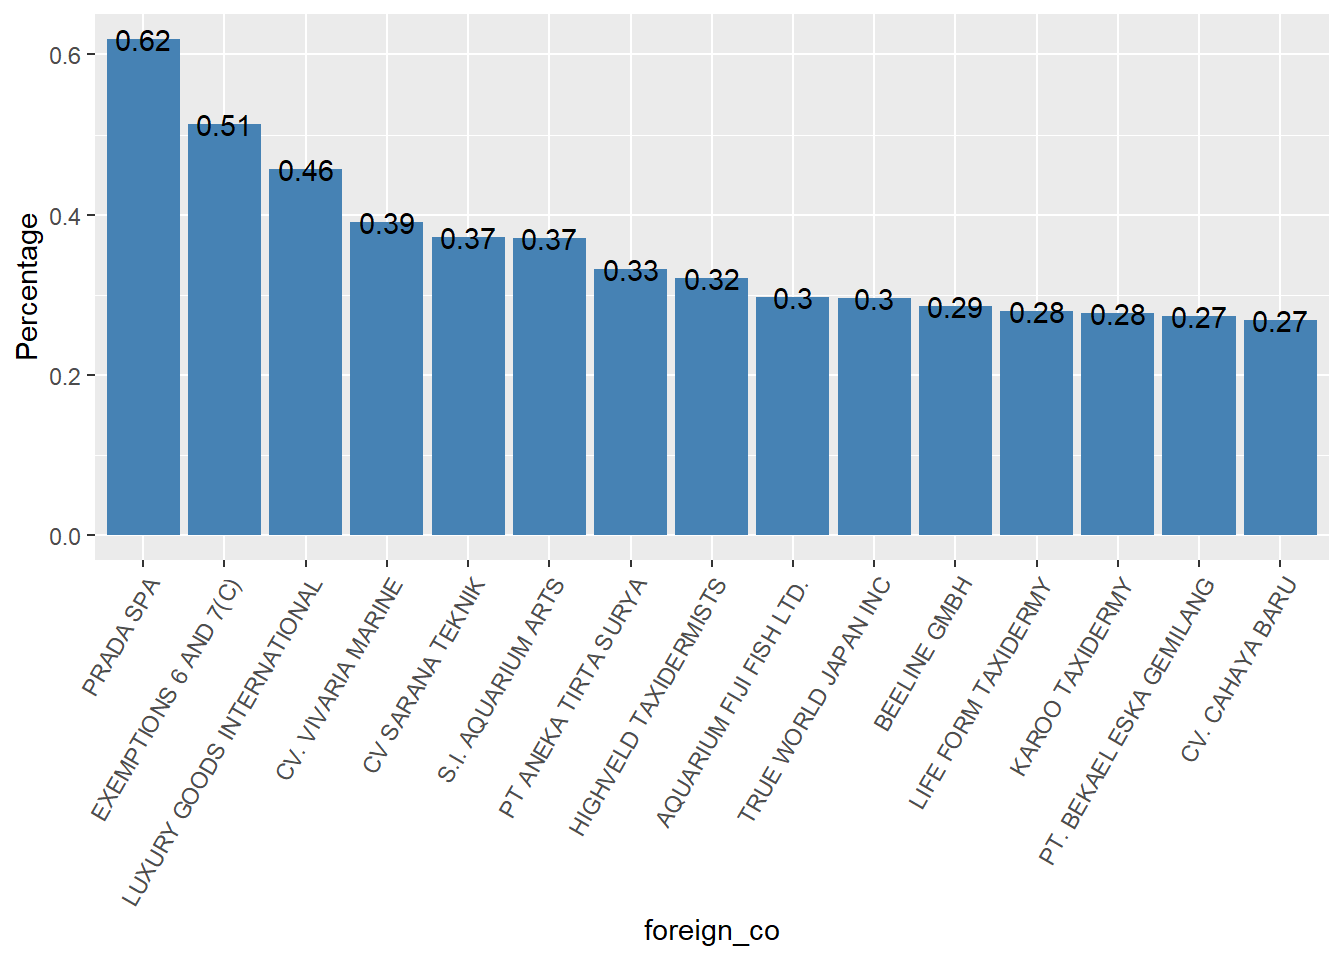 0.62
0.51
0.46
0.39
0.37
0.37
0.33
0.32
0.3
0.3
0.29
0.28
0.28
0.27
0.27
0.6
0.4
0.2
0.0
Percentage
PRADA SPA
EXEMPTIONS 6 AND 7(C)
LUXURY GOODS INTERNATIONAL
CV. VIVARIA MARINE
CV SARANA TEKNIK
S.I. AQUARIUM ARTS
PT ANEKA TIRTA SURYA
HIGHVELD TAXIDERMISTS
AQUARIUM FIJI FISH LTD.
TRUE WORLD JAPAN INC
BEELINE GMBH
LIFE FORM TAXIDERMY
KAROO TAXIDERMY
PT. BEKAEL ESKA GEMILANG
CV. CAHAYA BARU
foreign_co